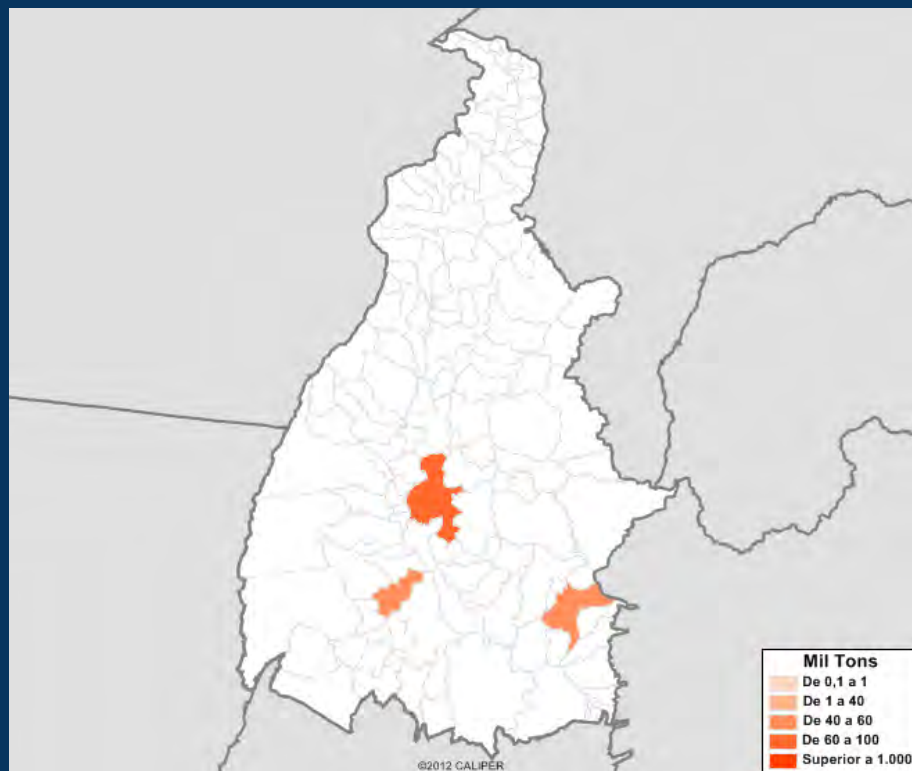 Mil Tons
De 0,1 a 1
De 1 a 40
De 40 a 60
De 60 a 100
Superior a 1.000
©2012 CALIPER